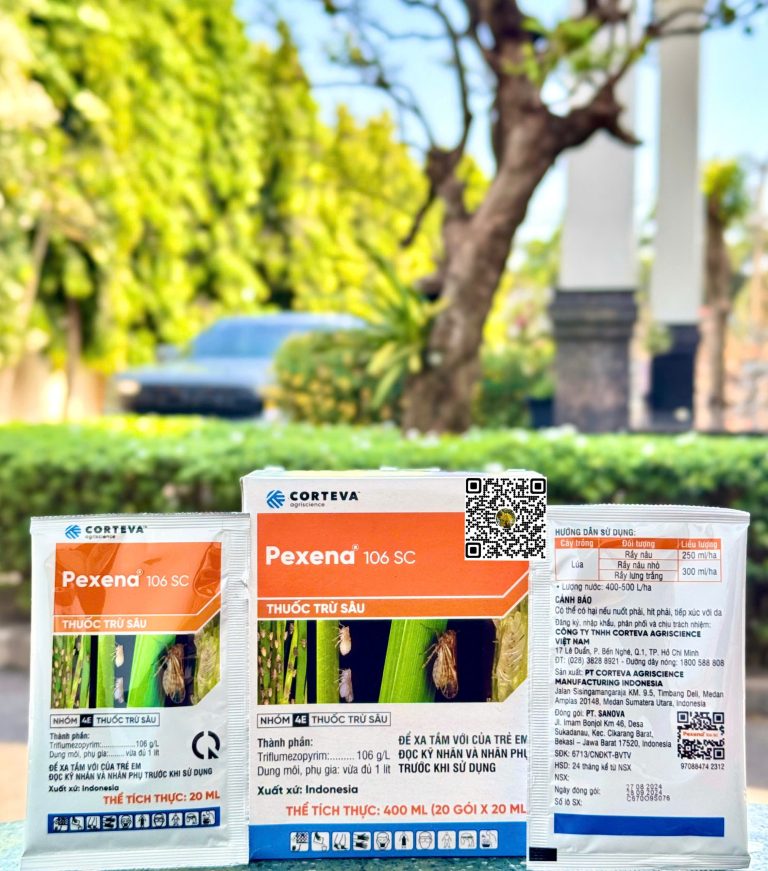 CORTEVA™
agriscience
Pexena® 106 SC
THUỐC TRỪ SÂU
NHÓM 4E THUỐC TRỪ SÂU
Thành phần:
Triflumezopyrim:.......... 106 g/L
Dung môi, phụ gia:...... vừa đủ 1 lít
ĐỂ XA TẦM VỚI CỦA TRẺ EM
ĐỌC KỸ NHÃN VÀ NHÃN PHỤ TRƯỚC KHI SỬ DỤNG
Xuất xứ: Indonesia
THỂ TÍCH THỰC: 20 ML
CORTEVA™
agriscience
Pexena® 106 SC
THUỐC TRỪ SÂU
NHÓM 4E THUỐC TRỪ SÂU
Thành phần:
Triflumezopyrim:.......... 106 g/L
Dung môi, phụ gia: vừa đủ 1 lít
ĐỂ XA TẦM VỚI CỦA TRẺ EM
ĐỌC KỸ NHÃN VÀ NHÃN PHỤ
TRƯỚC KHI SỬ DỤNG
Xuất xứ: Indonesia
THỂ TÍCH THỰC: 400 ML (20 GÓI X 20 ML
HƯỚNG DẪN SỬ DỤNG:
Cây trồng Đối tượng Liều lượng
Lúa Rầy nâu 250 ml/ha
Rầy nâu nhỏ 300 ml/ha
Rầy lưng trắng
• Lượng nước: 400-500 L/ha
CẢNH BÁO
Có thể có hại nếu nuốt phải, hít phải, tiếp xúc với da
Đăng ký, nhập khẩu, phân phối và chịu trách nhiệm:
CÔNG TY TNHH CORTEVA AGRISCIENCE
VIỆT NAM
17 Lê Duẩn, P. Bến Nghé, Q.1, TP. Hồ Chí Minh
ĐT: (028) 3828 8921 - Đường dây nóng: 1800 588 808
Sản xuất: PT CORTEVA AGRISCIENCE
MANUFACTURING INDONESIA
Jalan Sisingamangaraja KM. 9.5, Timbang Deli, Medan
Amplas 20148, Medan Sumatera Utara, Indonesia
Đóng gói: PT. SANOVA
Jl. Imam Bonjol Km 46, Desa
Sukadanau, Kec. Cikarang Barat,
Bekasi – Jawa Barat 17520, Indonesia
SĐK: 6713/CNĐKT-BVTV
HSD: 24 tháng kể từ NSX
NSX: 27 08 2024
Ngày đóng gói: 28 09 2024
Số lô SX: C670O9S076
Pexena 106 SC
97088474 2312